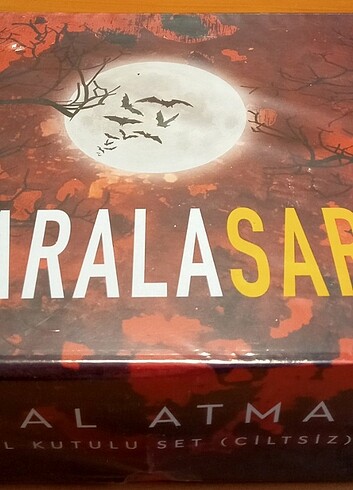 IRALASAR
AL ATMA
L KUTULU SET (CİLTSİZ)